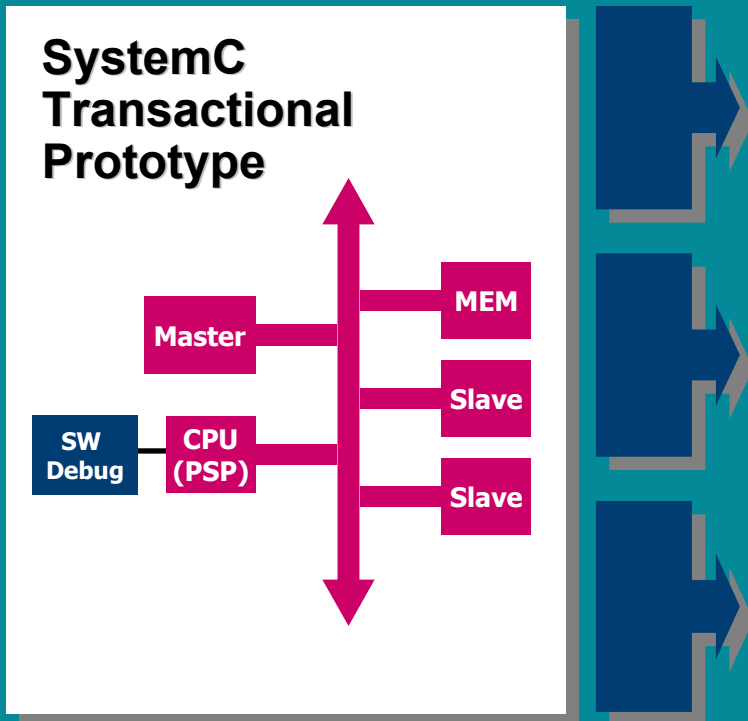 SystemC
Transactional
Prototype
MEM
Master
Slave
SW
Debug
CPU
(PSP)
Slave